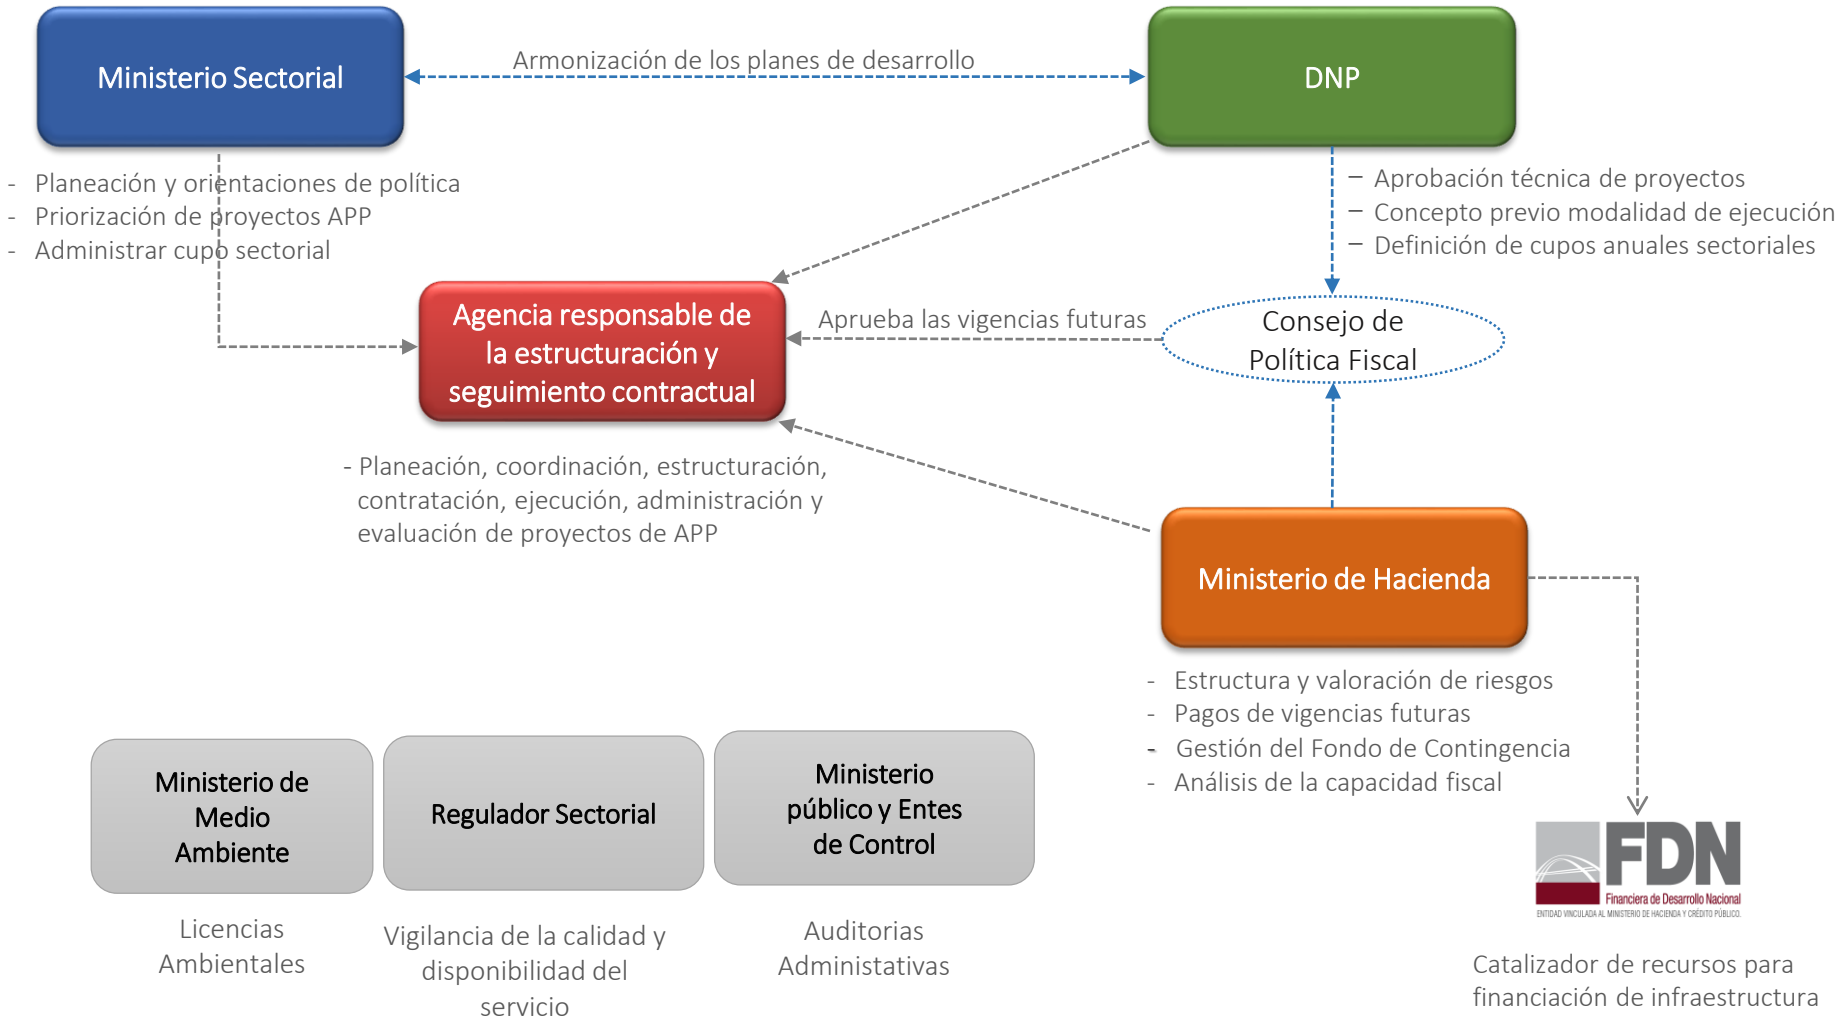 Ministerio Sectorial
Armonización de los planes de desarrollo
DNP
- Planeación y orientaciones de política
- Priorización de proyectos APP
- Administrar cupo sectorial
– Aprobación técnica de proyectos
– Concepto previo modalidad de ejecución
– Definición de cupos anuales sectoriales
Agencia responsable de
la estructuración y
seguimiento contractual
Aprueba las vigencias futuras
Consejo de
Política Fiscal
- Planeación, coordinación, estructuración,
contratación, ejecución, administración y
evaluación de proyectos de APP
Ministerio de Hacienda
- Estructura y valoración de riesgos
- Pagos de vigencias futuras
- Gestión del Fondo de Contingencia
- Análisis de la capacidad fiscal
Ministerio de
Medio
Ambiente
Regulador Sectorial
Ministerio
público y Entes
de Control
Licencias
Ambientales
Vigilancia de la calidad y
disponibilidad del
servicio
Auditorias
Administativas
FDN
Financiera de Desarrollo Nacional
ENTIDAD VINCULADA AL MINISTERIO DE HACIENDA Y CRÉDITO PÚBLICO.
Catalizador de recursos para
financiación de infraestructura